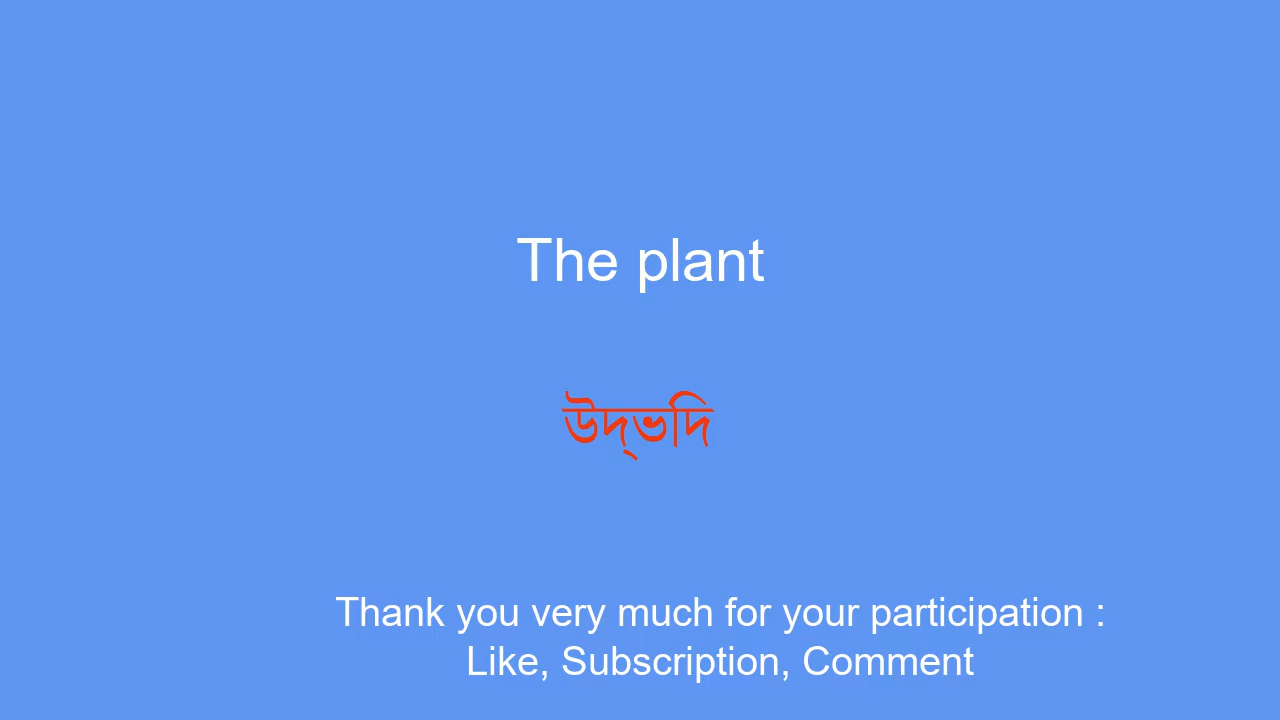 The plant
উদ্‌ভদি
Thank you very much for your participation :
Like, Subscription, Comment